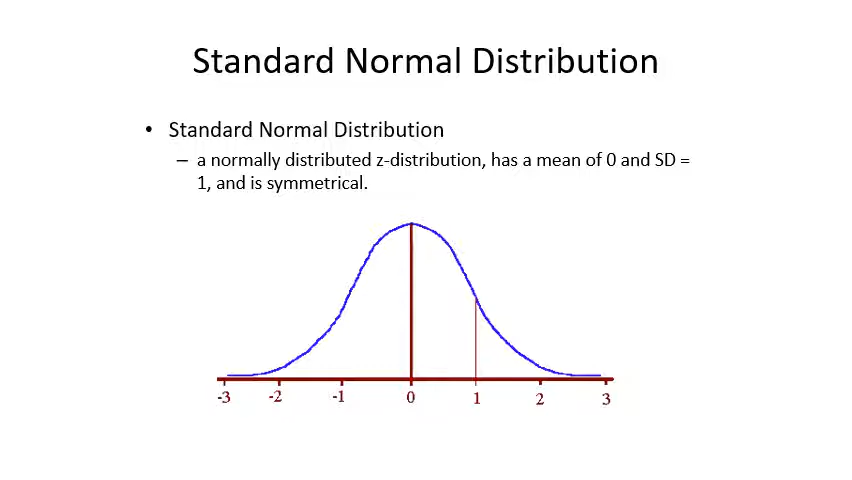 Standard Normal Distribution
• Standard Normal Distribution
– a normally distributed z-distribution, has a mean of 0 and SD =
1, and is symmetrical.
-3 -2 -1 0 1 2 3